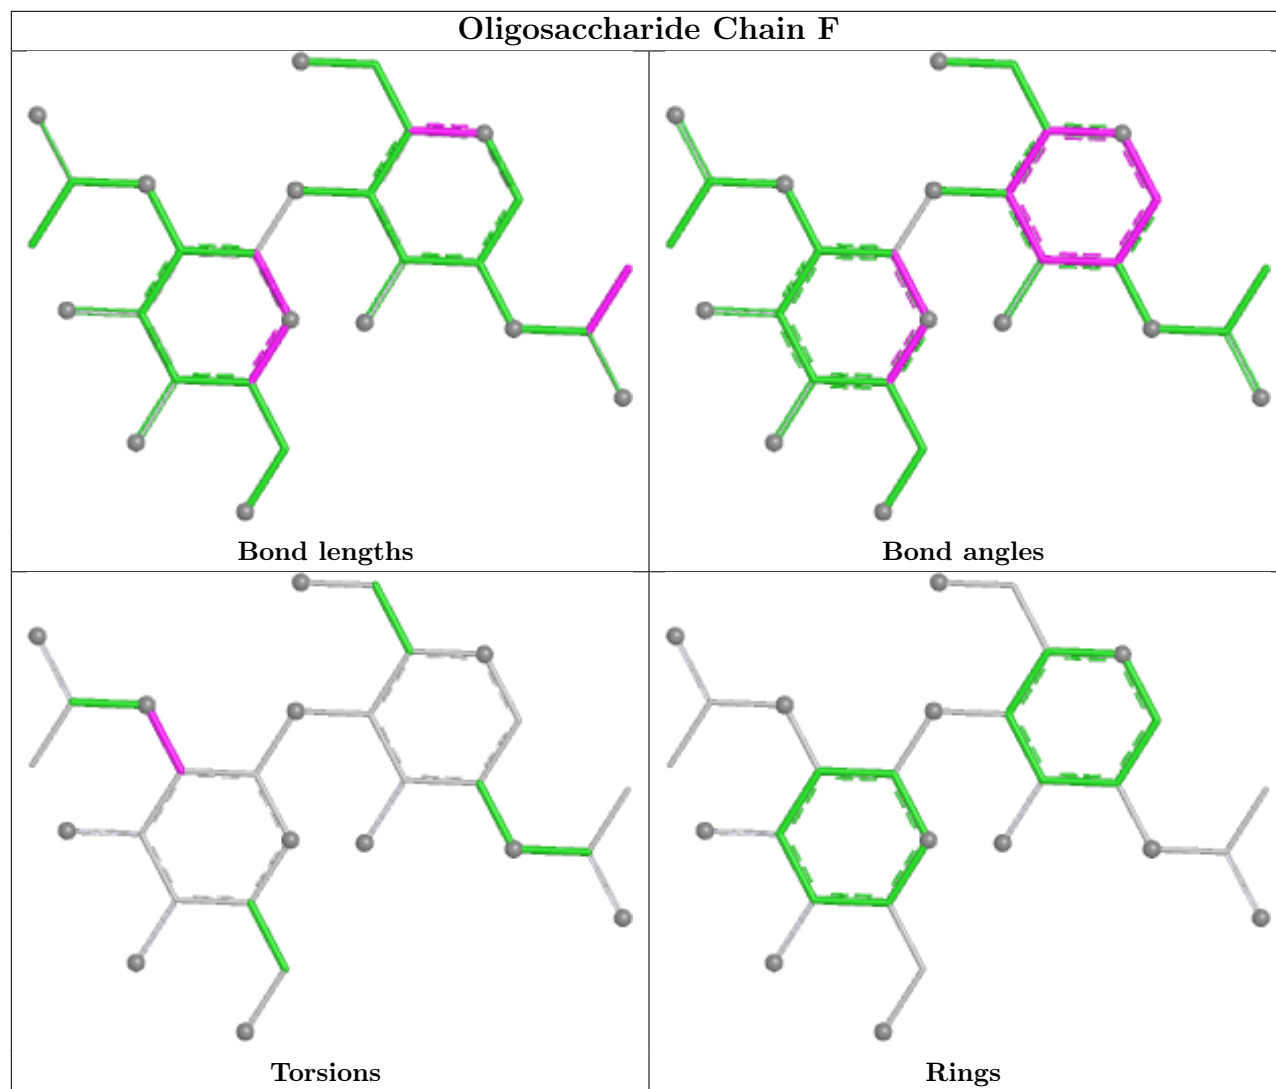 Oligosaccharide Chain F
Bond lengths
Bond angles
Torsions
Rings